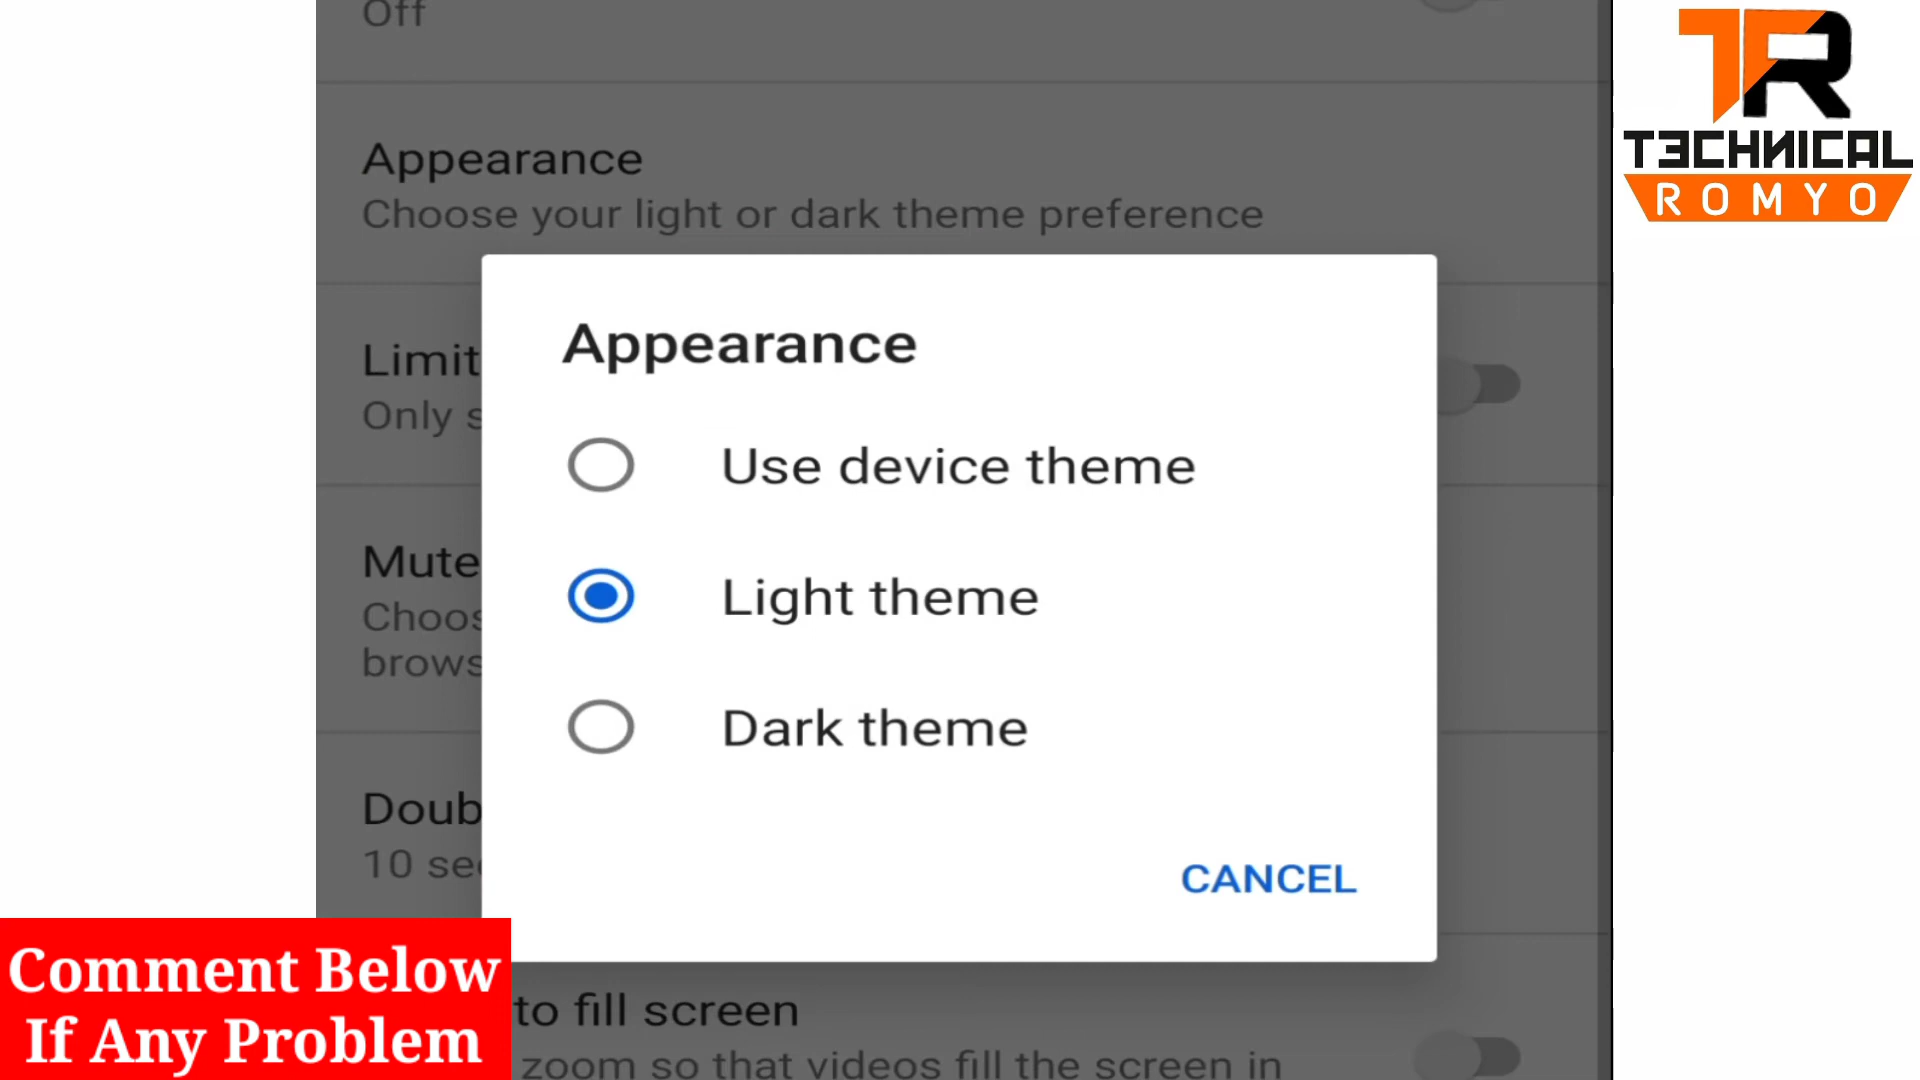 Off
Appearance
Choose your light or dark theme preference
Limit
Only s
Mute
Choos
brows
Doub
10 sec
Appearance
Use device theme
Light theme
Dark theme
CANCEL
to fill screen
zoom so that videos fill the screen in
Comment Below
If Any Problem
TR
TECHNICAL
ROMYO